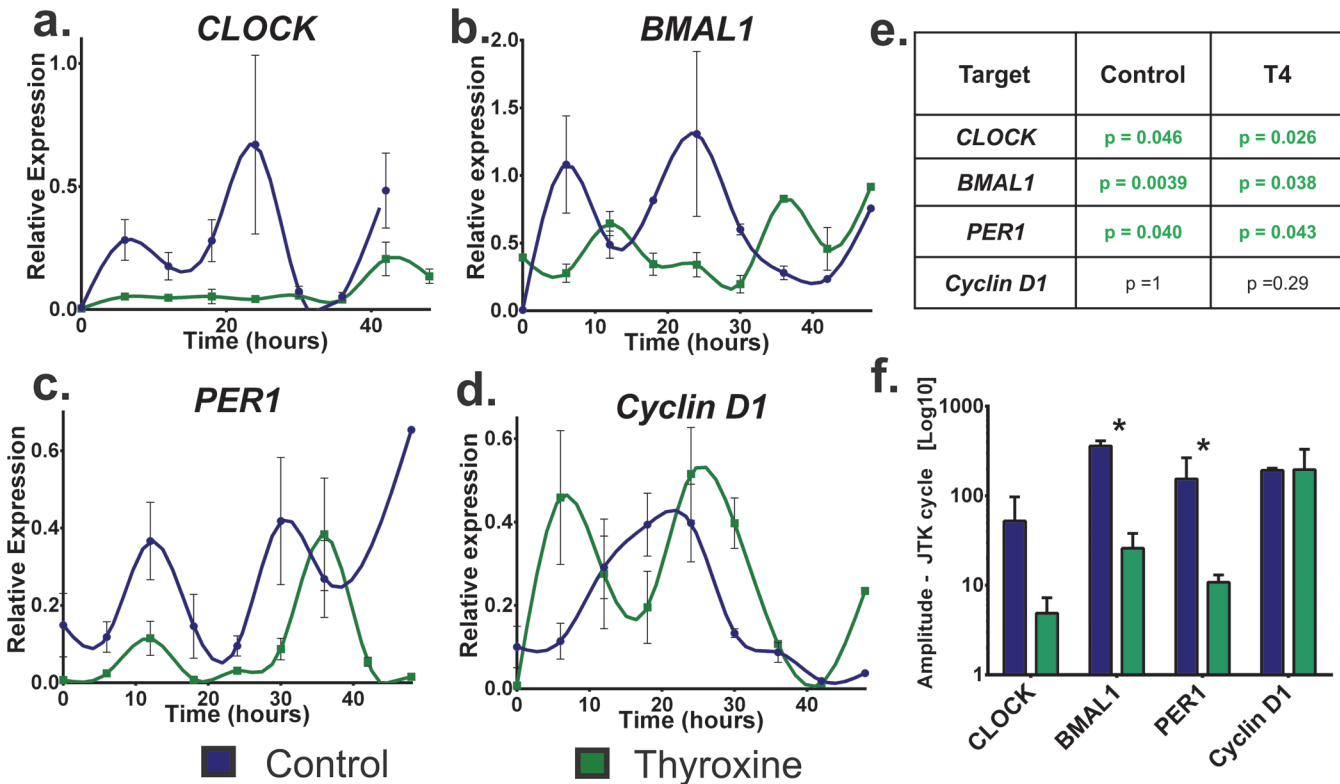 a.
CLOCK
Relative Expression
1.0
0.5
0.0
0 20 40
Time (hours)
b.
BMAL1
Relative expression
2.0
1.5
1.0
0.5
0.0
0 10 20 30 40
Time (hours)
c.
PER1
Relative Expression
0.6
0.4
0.2
0.0
0 10 20 30 40
Time (hours)
d.
Cyclin D1
Relative Expression
0.6
0.4
0.2
0.0
0 10 20 30 40
Time (hours)
Control
Thyroxine
e.
Target Control T4
CLOCK p = 0.046 p = 0.026
BMAL1 p = 0.0039 p = 0.038
PER1 p = 0.040 p = 0.043
Cyclin D1 p =1 p =0.29
f.
Amplitude - JTK cycle [Log10]
1000
100
10
1
* *
CLOCK
BMAL1
PER1
Cyclin D1